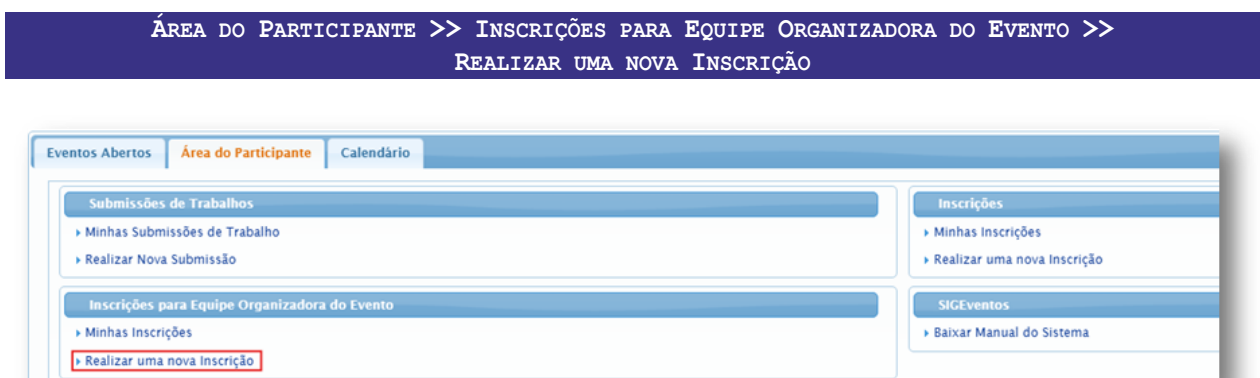 ÁREA DO PARTICIPANTE >> INSCRIÇÕES PARA EQUIPE ORGANIZADORA DO EVENTO >>
REALIZAR UMA NOVA INSCRIÇÃO
Eventos Abertos
Área do Participante
Calendário
Submissões de Trabalhos
Minhas Submissões de Trabalho
Realizar Nova Submissão
Inscrições
Minhas Inscrições
Realizar uma nova Inscrição
Inscrições para Equipe Organizadora do Evento
Minhas Inscrições
Realizar uma nova Inscrição
SIGEventos
Baixar Manual do Sistema